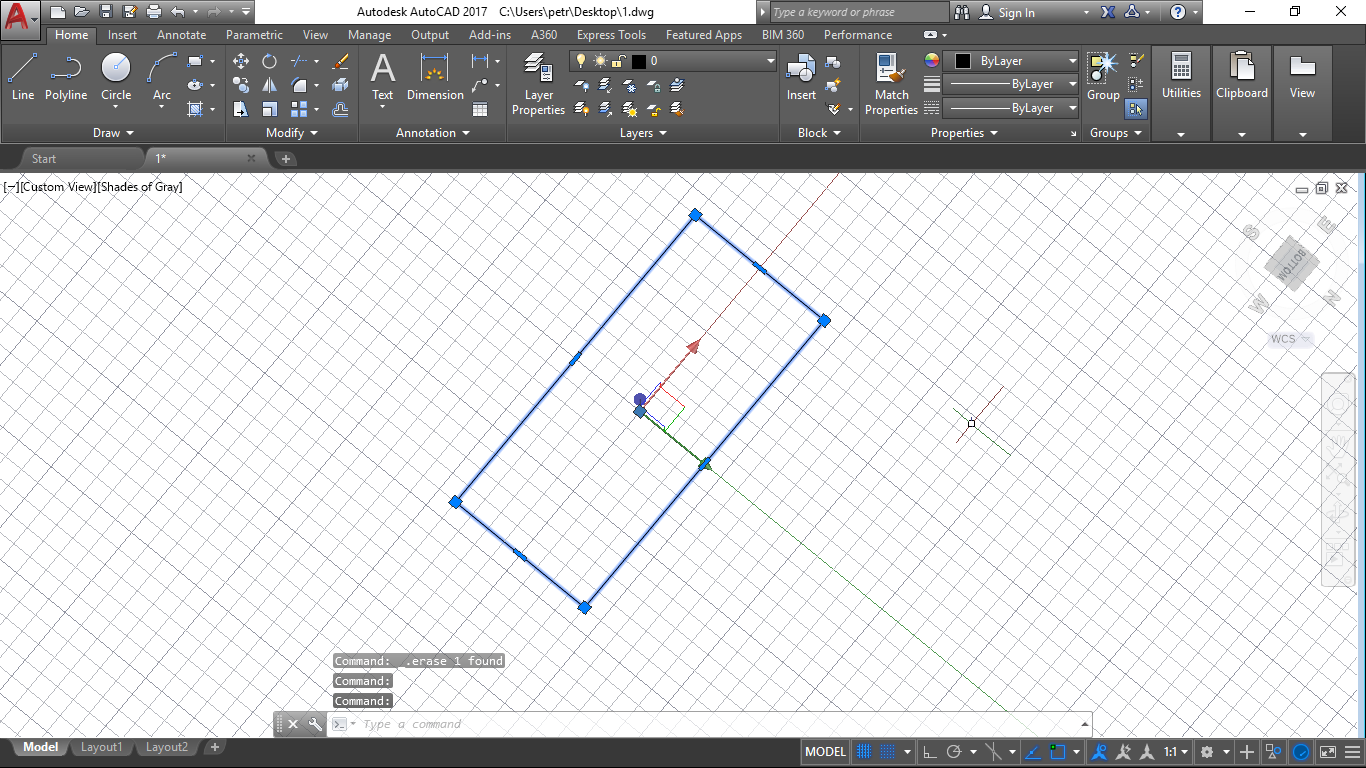 Autodesk AutoCAD 2017 C:\Users\petr\Desktop\1.dwg
Type a keyword or phrase
Sign In
Home Insert Annotate Parametric View Manage Output Add-ins A360 Express Tools Featured Apps BIM 360 Performance
0
ByLayer
ByLayer
ByLayer
Line Polyline Circle Arc
Text Dimension
Layer Properties
Insert
Match Properties
Group
Utilities
Clipboard
View
Draw Modify Annotation Layers Block Properties Groups
Start 1*
[−][Custom View][Shades of Gray]
S E
BOTTOM
W N
WCS
Command: _.erase 1 found
Command:
Command:
Type a command
Model Layout1 Layout2
MODEL 1:1